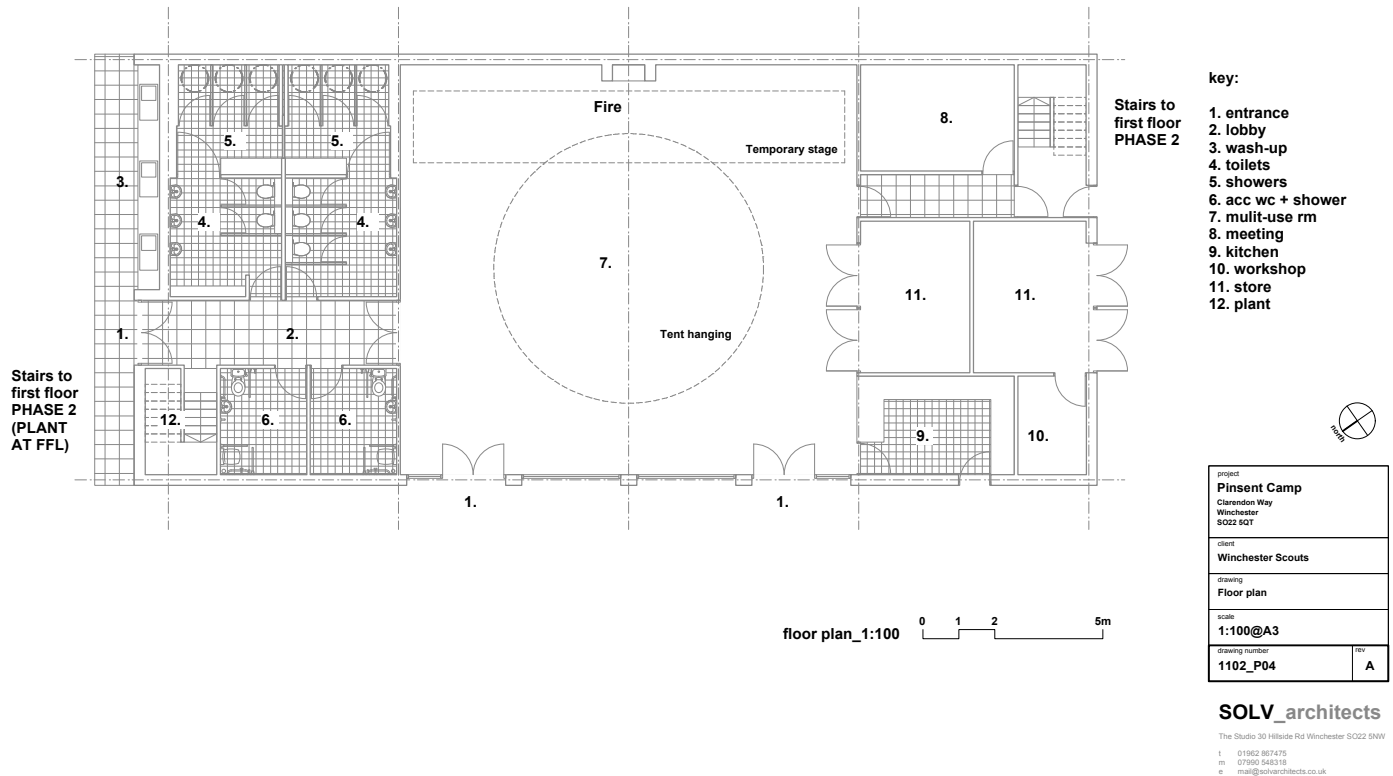 Fire
Temporary stage
5.
5.
3.
4.
4.
7.
Tent hanging
1.
2.
12.
6.
6.
8.
11.
11.
9.
10.
1.
1.
Stairs to
first floor
PHASE 2
(PLANT
AT FFL)
Stairs to
first floor
PHASE 2
key:
1. entrance
2. lobby
3. wash-up
4. toilets
5. showers
6. acc wc + shower
7. mulit-use rm
8. meeting
9. kitchen
10. workshop
11. store
12. plant
north
floor plan_1:100
0 1 2 5m
project
Pinsent Camp
Clarendon Way
Winchester
SO22 5QT
client
Winchester Scouts
drawing
Floor plan
scale
1:100@A3
drawing number
1102_P04
rev
A
SOLV_architects
The Studio 30 Hillside Rd Winchester SO22 5NW
t 01962 867475
m 07990 548318
e mail@solvarchitects.co.uk